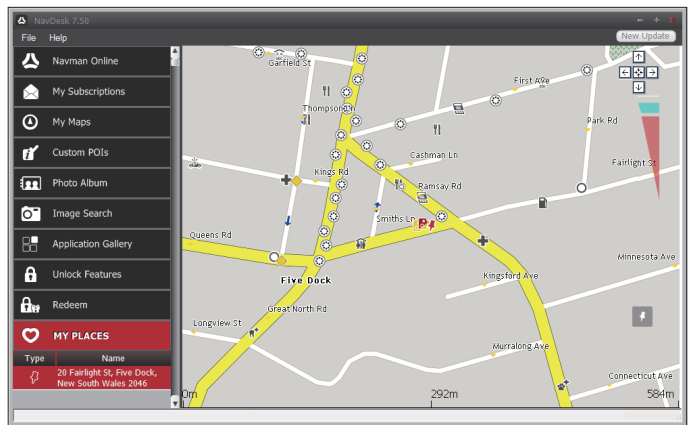 NavDesk 7.50
File Help
New Update
Navman Online
My Subscriptions
My Maps
Custom POIs
Photo Album
Image Search
Application Gallery
Unlock Features
Redeem
MY PLACES
Type Name
20 Fairlight St, Five Dock,
New South Wales 2046
Garfield St
First Ave
Thompson Ln
Park Rd
Cashman Ln
Fairlight St
Kings Rd
Ramsay Rd
Smiths Ln
Queens Rd
Minnesota Ave
Five Dock
Kingsford Ave
Great North Rd
Longview St
Murralong Ave
Connecticut Ave
0m
292m
584m